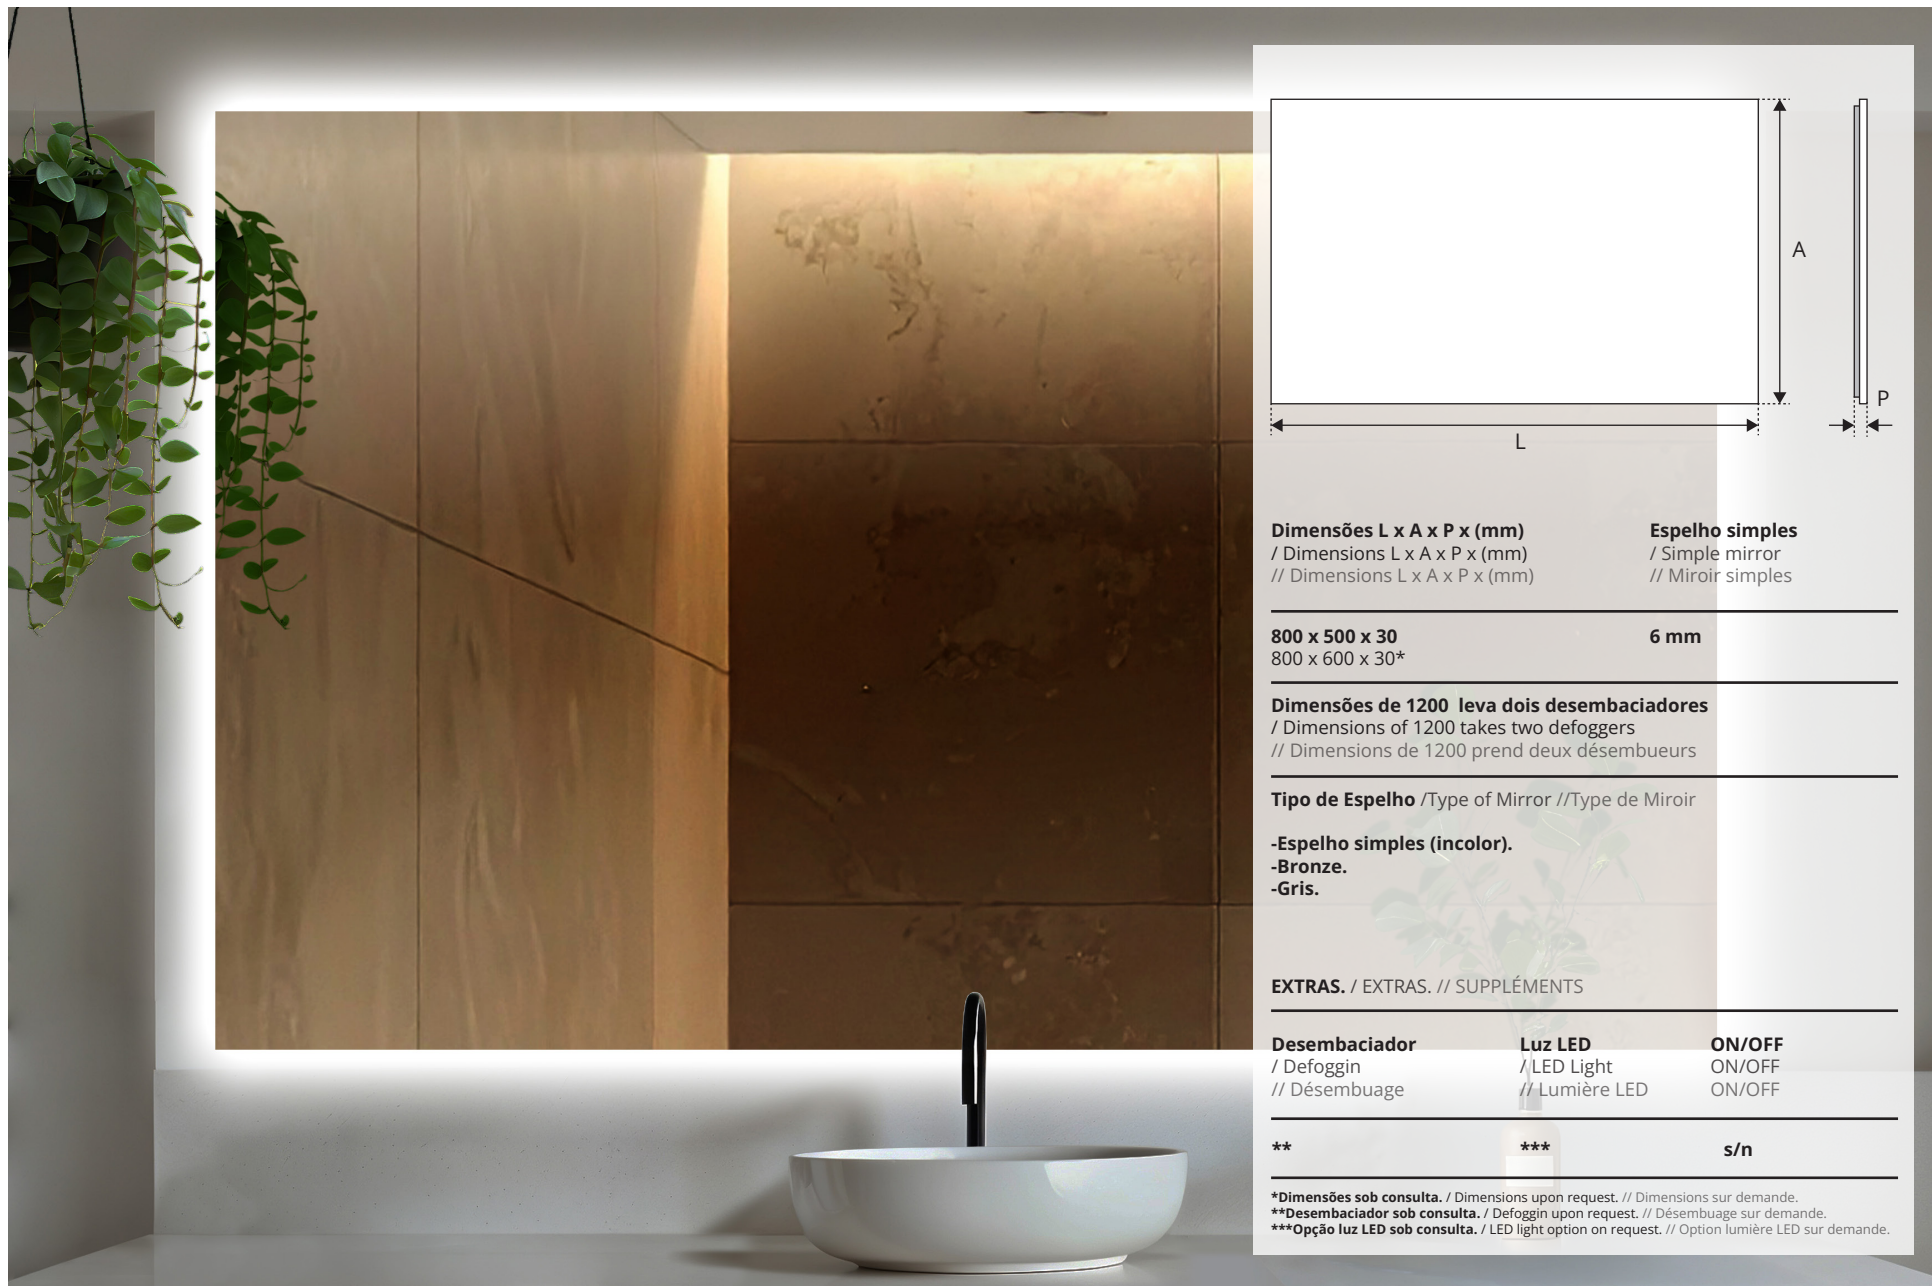 A
P
L
Dimensões L x A x P x (mm)
/ Dimensions L x A x P x (mm)
// Dimensions L x A x P x (mm)
Espelho simples
/ Simple mirror
// Miroir simples
800 x 500 x 30
800 x 600 x 30*
6 mm
Dimensões de 1200 leva dois desembaciadores
/ Dimensions of 1200 takes two defoggers
// Dimensions de 1200 prend deux désembueurs
Tipo de Espelho /Type of Mirror //Type de Miroir
-Espelho simples (incolor).
-Bronze.
-Gris.
EXTRAS. / EXTRAS. // SUPPLÉMENTS
Desembaciador
/ Defoggin
// Désembuage
Luz LED
/ LED Light
// Lumière LED
ON/OFF
ON/OFF
ON/OFF
**
***
s/n
*Dimensões sob consulta. / Dimensions upon request. // Dimensions sur demande.
**Desembaciador sob consulta. / Defoggin upon request. // Désembuage sur demande.
***Opção luz LED sob consulta. / LED light option on request. // Option lumière LED sur demande.